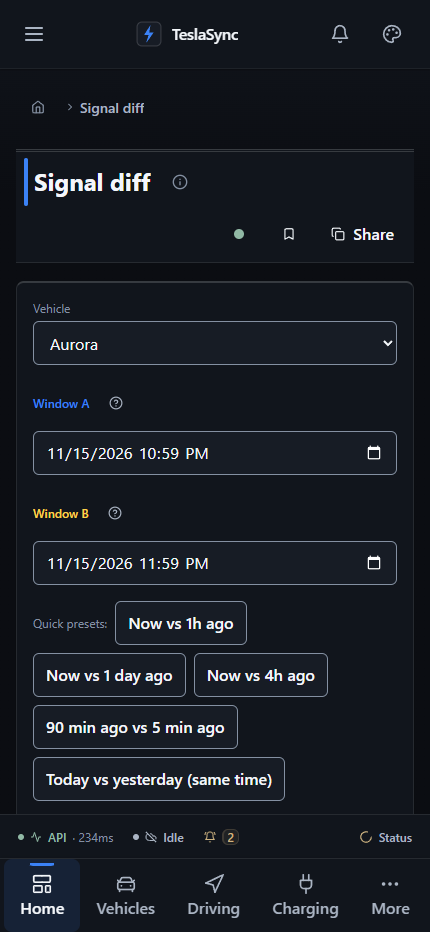 TeslaSync
Signal diff
Signal diff
Share
Vehicle
Aurora
Window A
11/15/2026 10:59 PM
Window B
11/15/2026 11:59 PM
Quick presets: Now vs 1h ago
Now vs 1 day ago Now vs 4h ago
90 min ago vs 5 min ago
Today vs yesterday (same time)
API · 234ms Idle 2 Status
Home Vehicles Driving Charging More